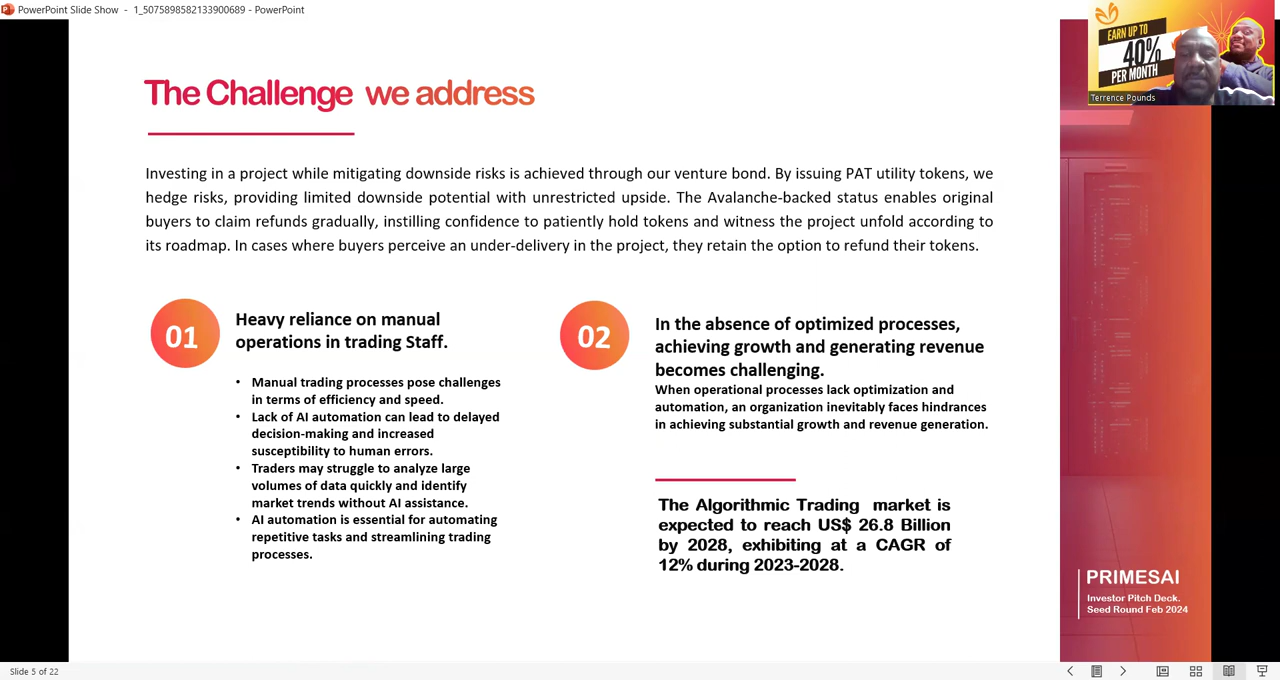 PowerPoint Slide Show - 1_5075898582133900689 - PowerPoint
EARN UP TO
40%
PER MONTH
Terrence Pounds
The Challenge we address
Investing in a project while mitigating downside risks is achieved through our venture bond. By issuing PAT utility tokens, we
hedge risks, providing limited downside potential with unrestricted upside. The Avalanche-backed status enables original
buyers to claim refunds gradually, instilling confidence to patiently hold tokens and witness the project unfold according to
its roadmap. In cases where buyers perceive an under-delivery in the project, they retain the option to refund their tokens.
01
Heavy reliance on manual
operations in trading Staff.
• Manual trading processes pose challenges
in terms of efficiency and speed.
• Lack of AI automation can lead to delayed
decision-making and increased
susceptibility to human errors.
• Traders may struggle to analyze large
volumes of data quickly and identify
market trends without AI assistance.
• AI automation is essential for automating
repetitive tasks and streamlining trading
processes.
02
In the absence of optimized processes,
achieving growth and generating revenue
becomes challenging.
When operational processes lack optimization and
automation, an organization inevitably faces hindrances
in achieving substantial growth and revenue generation.
The Algorithmic Trading market is
expected to reach US$ 26.8 Billion
by 2028, exhibiting at a CAGR of
12% during 2023-2028.
PRIMESAI
Investor Pitch Deck.
Seed Round Feb 2024
Slide 5 of 22